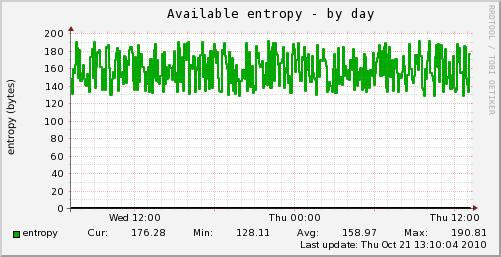 Available entropy - by day
RRDTOOL / TOBI OETIKER
entropy (bytes)
200
180
160
140
120
100
80
60
40
20
0
Wed 12:00 Thu 00:00 Thu 12:00
entropy Cur: 176.28 Min: 128.11 Avg: 158.97 Max: 190.81
Last update: Thu Oct 21 13:10:04 2010